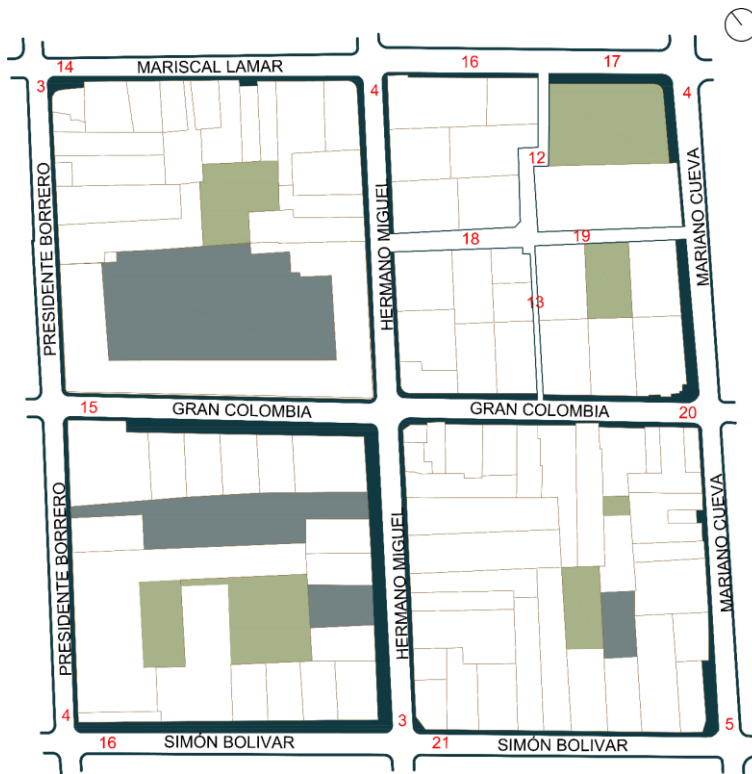 14
MARISCAL LAMAR
16
17
3
4
4
12
PRESIDENTE BORRERO
HERMANO MIGUEL
MARIANO CUEVA
18
19
13
15
GRAN COLOMBIA
GRAN COLOMBIA
20
PRESIDENTE BORRERO
HERMANO MIGUEL
MARIANO CUEVA
4
3
5
16
SIMÓN BOLIVAR
21
SIMÓN BOLIVAR